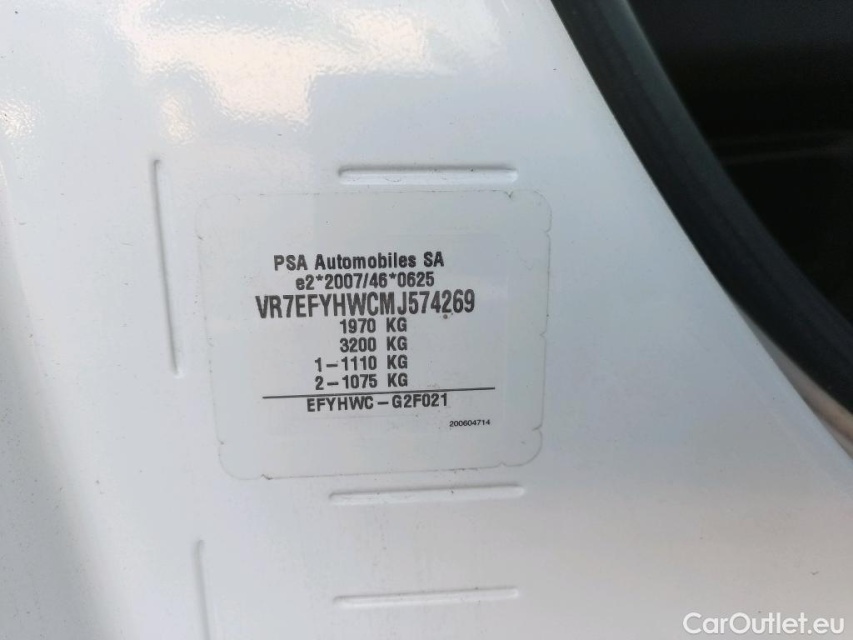 PSA Automobiles SA
e2*2007/46*0625
VR7EFYHWCMJ574269
1970 KG
3200 KG
1-1110 KG
2-1075 KG
EFYHWC-G2F021
200604714
CarOutlet.eu